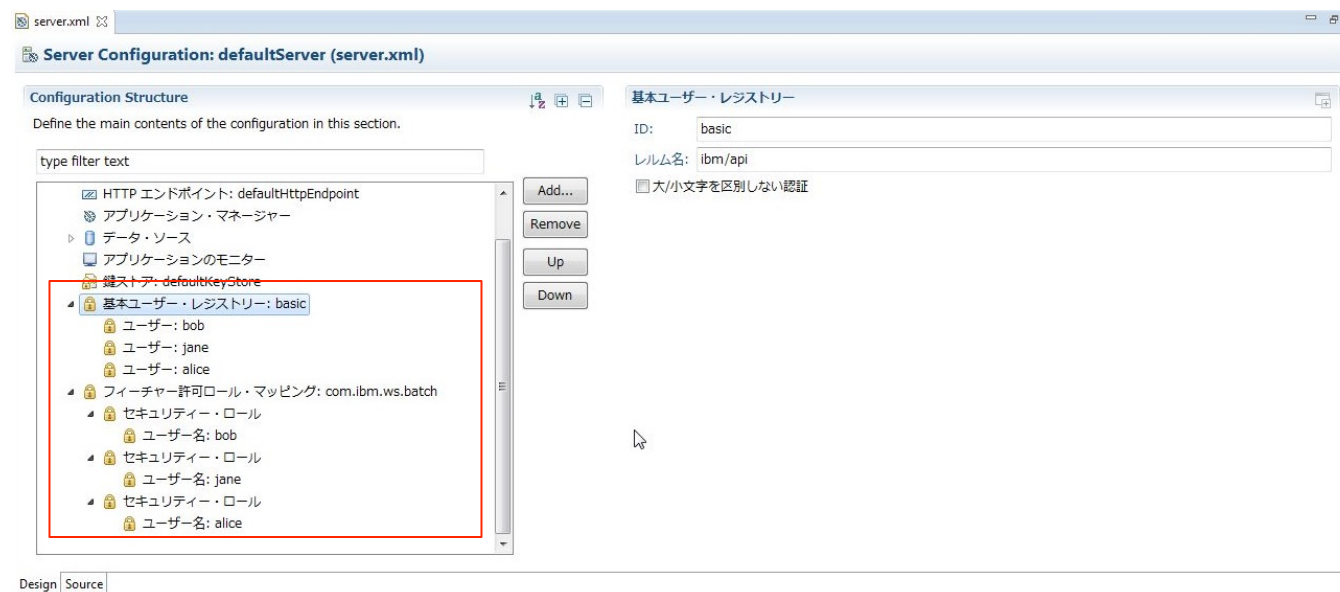 server.xml
Server Configuration: defaultServer (server.xml)
Configuration Structure
Define the main contents of the configuration in this section.
type filter text
HTTP エンドポイント: defaultHttpEndpoint
アプリケーション・マネージャー
データ・ソース
アプリケーションのモニター
鍵ストア: defaultKeyStore
基本ユーザー・レジストリー: basic
ユーザー: bob
ユーザー: jane
ユーザー: alice
フィーチャー許可ロール・マッピング: com.ibm.ws.batch
セキュリティー・ロール
ユーザー名: bob
セキュリティー・ロール
ユーザー名: jane
セキュリティー・ロール
ユーザー名: alice
Add...
Remove
Up
Down
基本ユーザー・レジストリー
ID: basic
レルム名: ibm/api
大/小文字を区別しない認証
Design Source